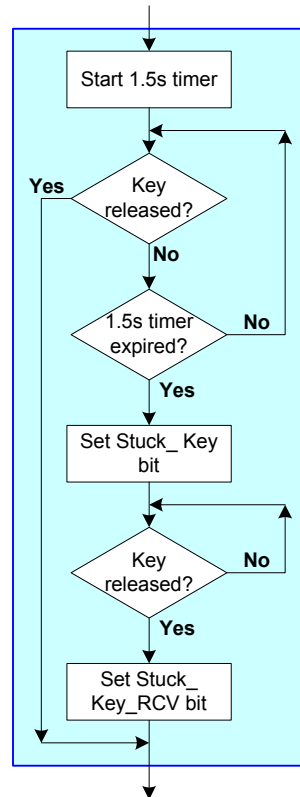 Start 1.5s timer
Yes
Key
released?
No
1.5s timer
expired?
No
Yes
Set Stuck_ Key
bit
Key
released?
No
Yes
Set Stuck_
Key_RCV bit